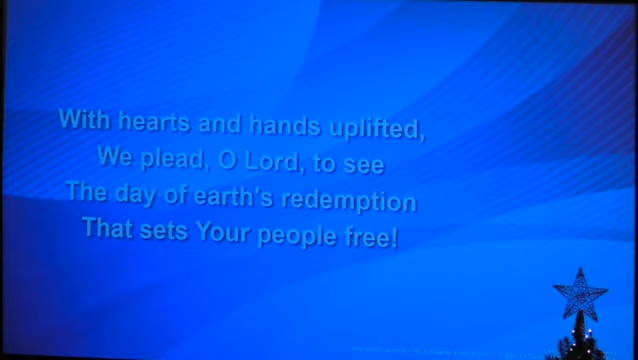 With hearts and hands uplifted,
We plead, O Lord, to see
The day of earth's redemption
That sets Your people free!